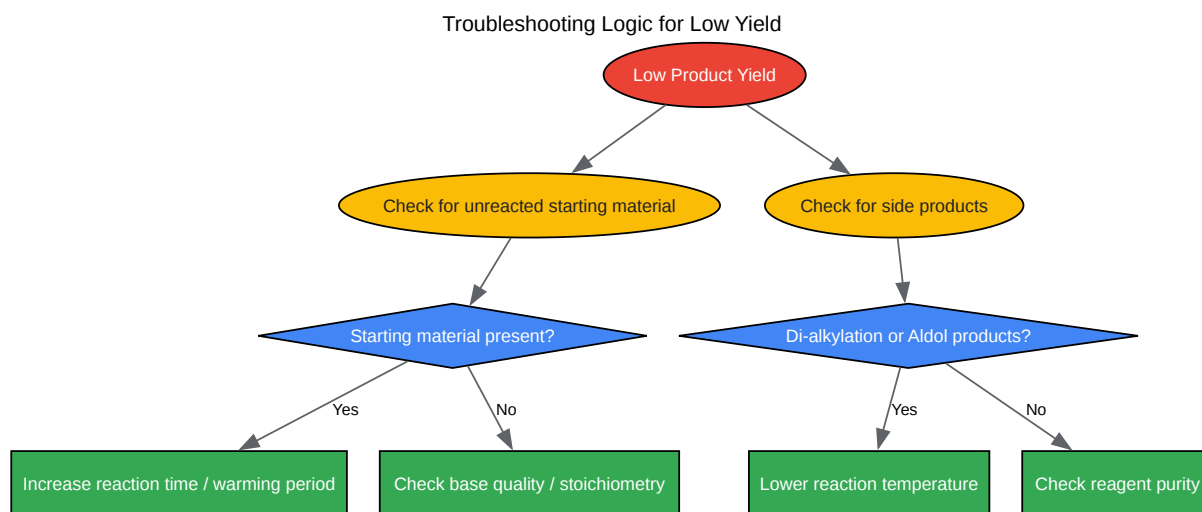 Troubleshooting Logic for Low Yield
Low Product Yield
Check for unreacted starting material
Check for side products
Starting material present?
Di-alkylation or Aldol products?
Yes
No
Yes
No
Increase reaction time / warming period
Check base quality / stoichiometry
Lower reaction temperature
Check reagent purity